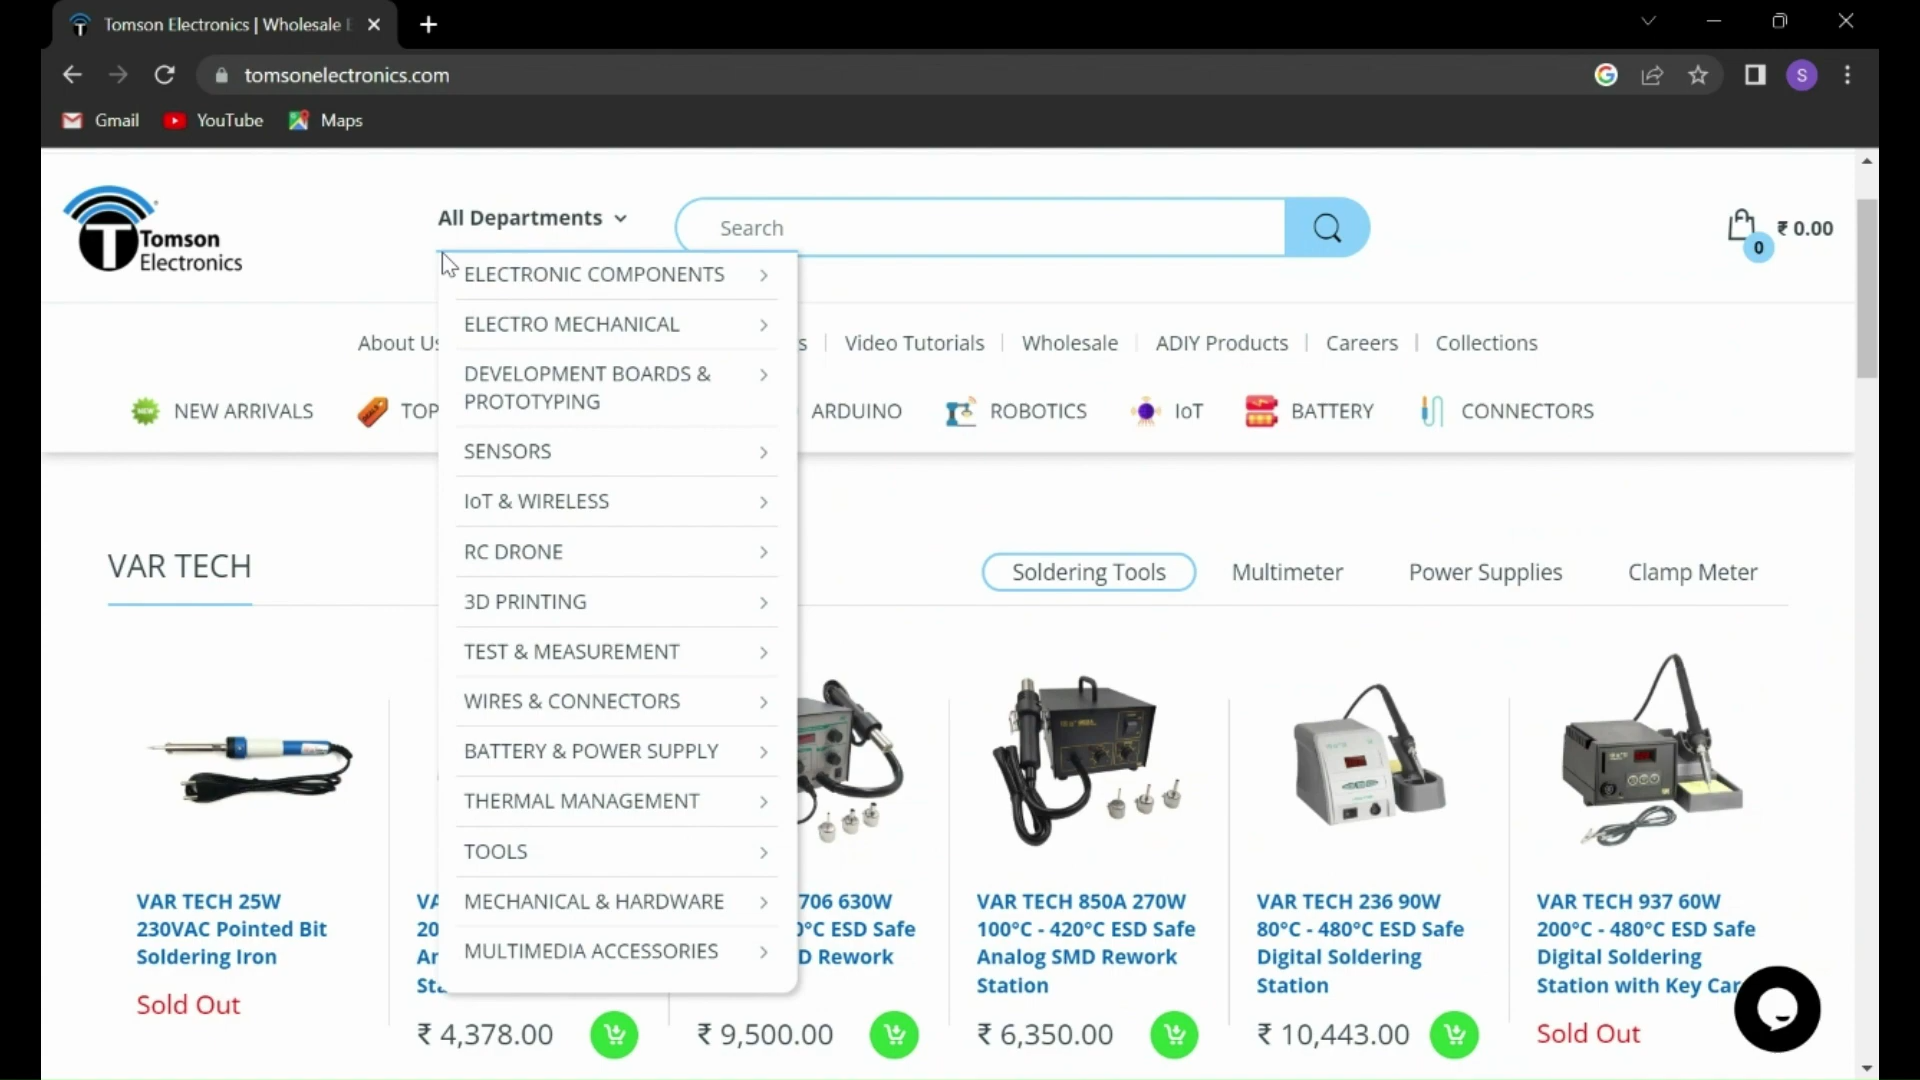 Tomson Electronics | Wholesale
tomsonelectronics.com
S
Gmail
YouTube
Maps
Tomson
Electronics
All Departments
Search
0
₹ 0.00
ELECTRONIC COMPONENTS
ELECTRO MECHANICAL
DEVELOPMENT BOARDS &
PROTOTYPING
SENSORS
IoT & WIRELESS
RC DRONE
3D PRINTING
TEST & MEASUREMENT
WIRES & CONNECTORS
BATTERY & POWER SUPPLY
THERMAL MANAGEMENT
TOOLS
MECHANICAL & HARDWARE
MULTIMEDIA ACCESSORIES
About Us
s | Video Tutorials | Wholesale | ADIY Products | Careers | Collections
NEW ARRIVALS
TOP
ARDUINO
ROBOTICS
IoT
BATTERY
CONNECTORS
VAR TECH
Soldering Tools
Multimeter
Power Supplies
Clamp Meter
VAR TECH 25W
230VAC Pointed Bit
Soldering Iron
Sold Out
VA
20
An
Sta
₹ 4,378.00
706 630W
0°C ESD Safe
D Rework
₹ 9,500.00
VAR TECH 850A 270W
100°C - 420°C ESD Safe
Analog SMD Rework
Station
₹ 6,350.00
VAR TECH 236 90W
80°C - 480°C ESD Safe
Digital Soldering
Station
₹ 10,443.00
VAR TECH 937 60W
200°C - 480°C ESD Safe
Digital Soldering
Station with Key Car
Sold Out